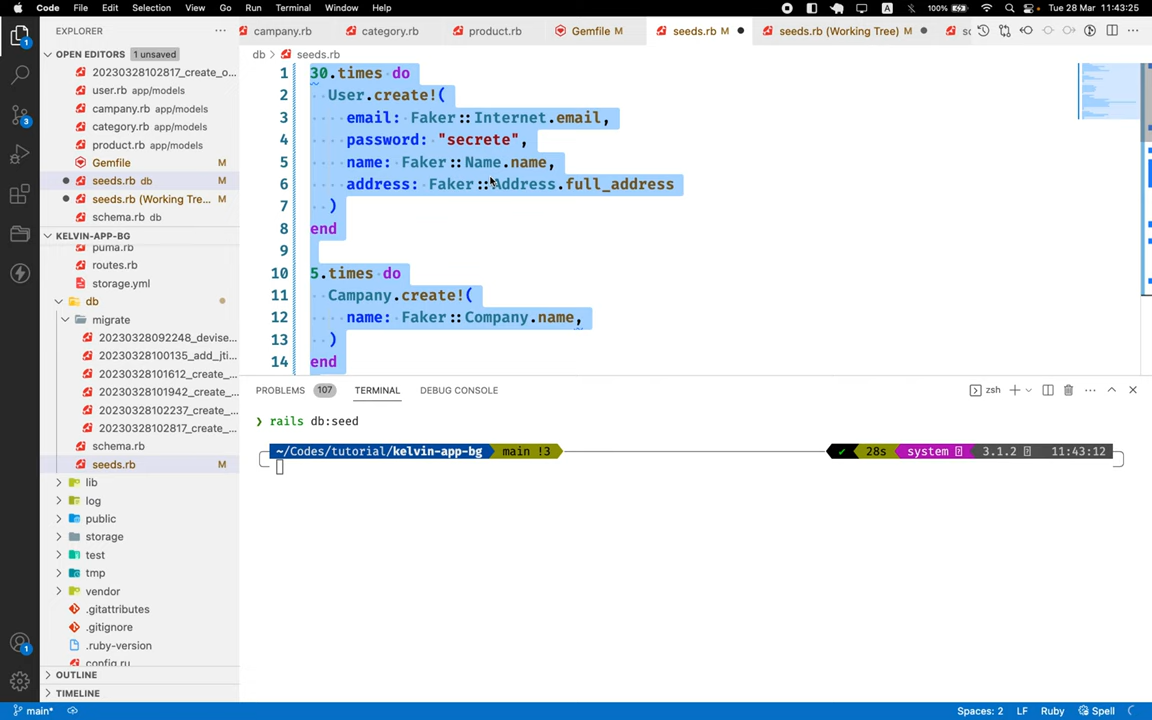 Code File Edit Selection View Go Run Terminal Window Help
A 100% Tue 28 Mar 11:43:25
EXPLORER
campany.rb category.rb product.rb Gemfile M seeds.rb M seeds.rb (Working Tree) M
OPEN EDITORS 1 unsaved
20230328102817_create_o...
user.rb app/models
campany.rb app/models
category.rb app/models
product.rb app/models
Gemfile M
seeds.rb db M
seeds.rb (Working Tre... M
schema.rb db
KELVIN-APP-BG
puma.rb
routes.rb
storage.yml
db
migrate
20230328092248_devise...
20230328100135_add_jti...
20230328101612_create_...
20230328101942_create_...
20230328102237_create_...
20230328102817_create_...
schema.rb
seeds.rb M
lib
log
public
storage
test
tmp
vendor
.gitattributes
.gitignore
.ruby-version
config.ru
OUTLINE
TIMELINE
db > seeds.rb
1 30.times do
2 User.create!(
3 email: Faker::Internet.email,
4 password: "secrete",
5 name: Faker::Name.name,
6 address: Faker::Address.full_address
7 )
8 end
9
10 5.times do
11 Campany.create!(
12 name: Faker::Company.name,
13 )
14 end
PROBLEMS 107 TERMINAL DEBUG CONSOLE zsh
❯ rails db:seed
~/Codes/tutorial/kelvin-app-bg main !3 ✔ 28s system 3.1.2 11:43:12
main* Spaces: 2 LF Ruby Spell